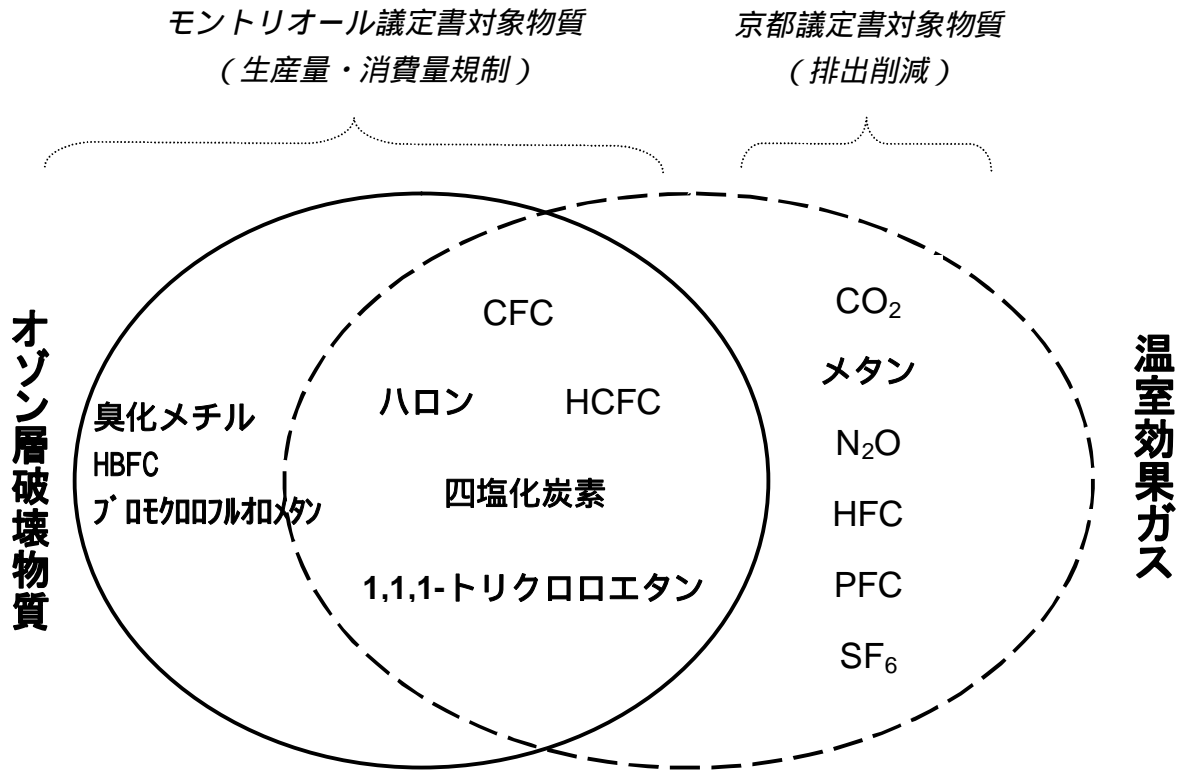 モントリオール議定書対象物質
（生産量・消費量規制）
京都議定書対象物質
（排出削減）
オゾン層破壊物質
臭化メチル
HBFC
ブロモクロロフルオロメタン
CFC
ハロン HCFC
四塩化炭素
1,1,1-トリクロロエタン
CO₂
メタン
N₂O
HFC
PFC
SF₆
温室効果ガス